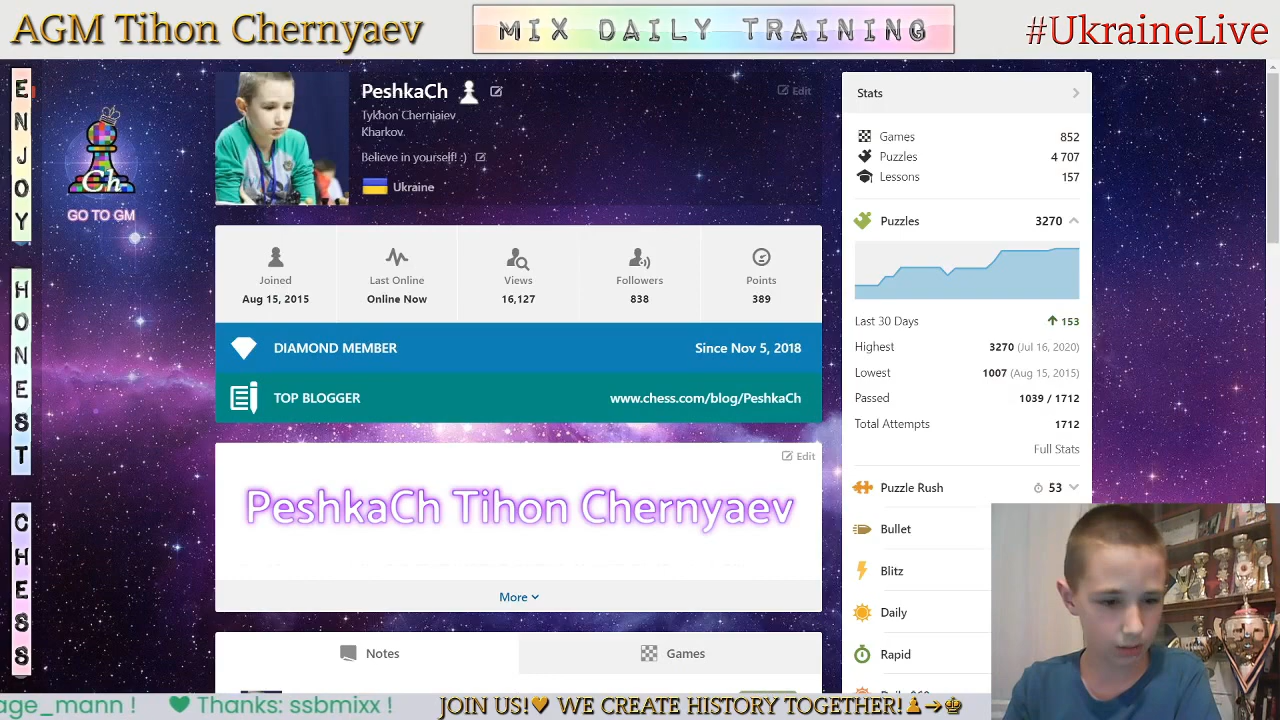 AGM Tihon Chernyaev
MIX DAILY TRAINING
#UkraineLive
ENJOY
HONEST
CHESS
Ch
GO TO GM
PeshkaCh
Edit
Tykhon Cherniaiev
Kharkov.
Believe in yourself! :)
Ukraine
Joined
Aug 15, 2015
Last Online
Online Now
Views
16,127
Followers
838
Points
389
DIAMOND MEMBER Since Nov 5, 2018
TOP BLOGGER www.chess.com/blog/PeshkaCh
Edit
PeshkaCh Tihon Chernyaev
More
Notes
Games
Stats
Games 852
Puzzles 4 707
Lessons 157
Puzzles 3270
Last 30 Days 153
Highest 3270 (Jul 16, 2020)
Lowest 1007 (Aug 15, 2015)
Passed 1039 / 1712
Total Attempts 1712
Full Stats
Puzzle Rush 53
Bullet
Blitz
Daily
Rapid
age_mann ! Thanks: ssbmixx ! JOIN US! WE CREATE HISTORY TOGETHER!